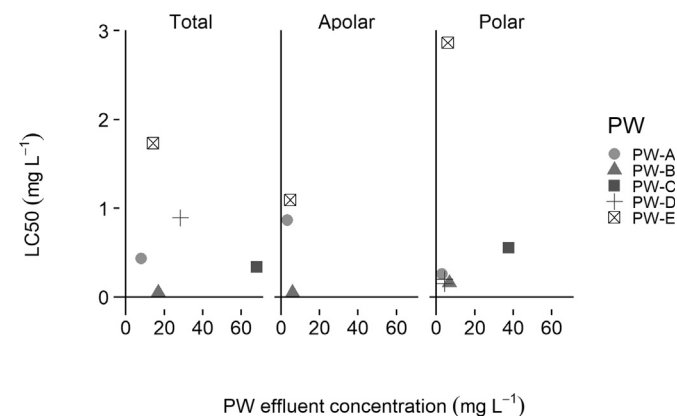 Total Apolar Polar
3
2
1
0
LC50 (mg L⁻¹)
0 20 40 60 0 20 40 60 0 20 40 60
PW effluent concentration (mg L⁻¹)
PW
PW-A
PW-B
PW-C
PW-D
PW-E